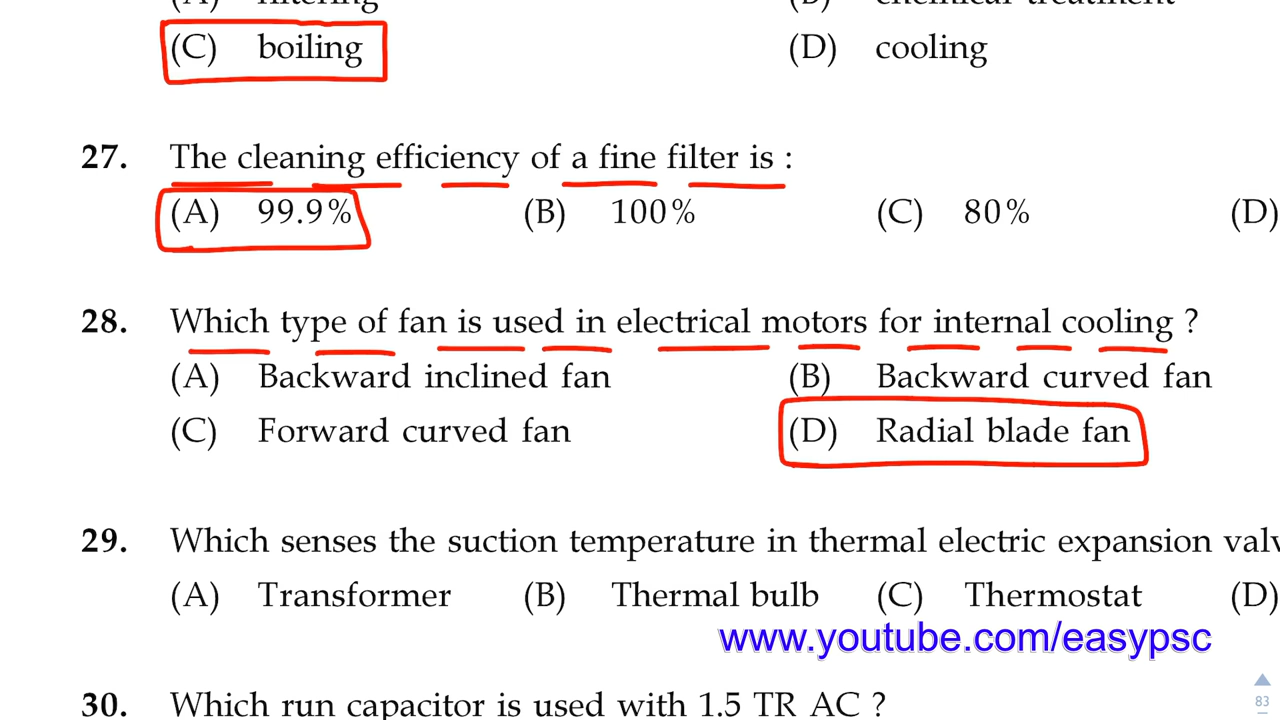 (A) filtering (B) chemical treatment
(C) boiling (D) cooling
27. The cleaning efficiency of a fine filter is :
(A) 99.9% (B) 100% (C) 80% (D)
28. Which type of fan is used in electrical motors for internal cooling ?
(A) Backward inclined fan (B) Backward curved fan
(C) Forward curved fan (D) Radial blade fan
29. Which senses the suction temperature in thermal electric expansion valv
(A) Transformer (B) Thermal bulb (C) Thermostat (D)
www.youtube.com/easypsc
30. Which run capacitor is used with 1.5 TR AC ?
83